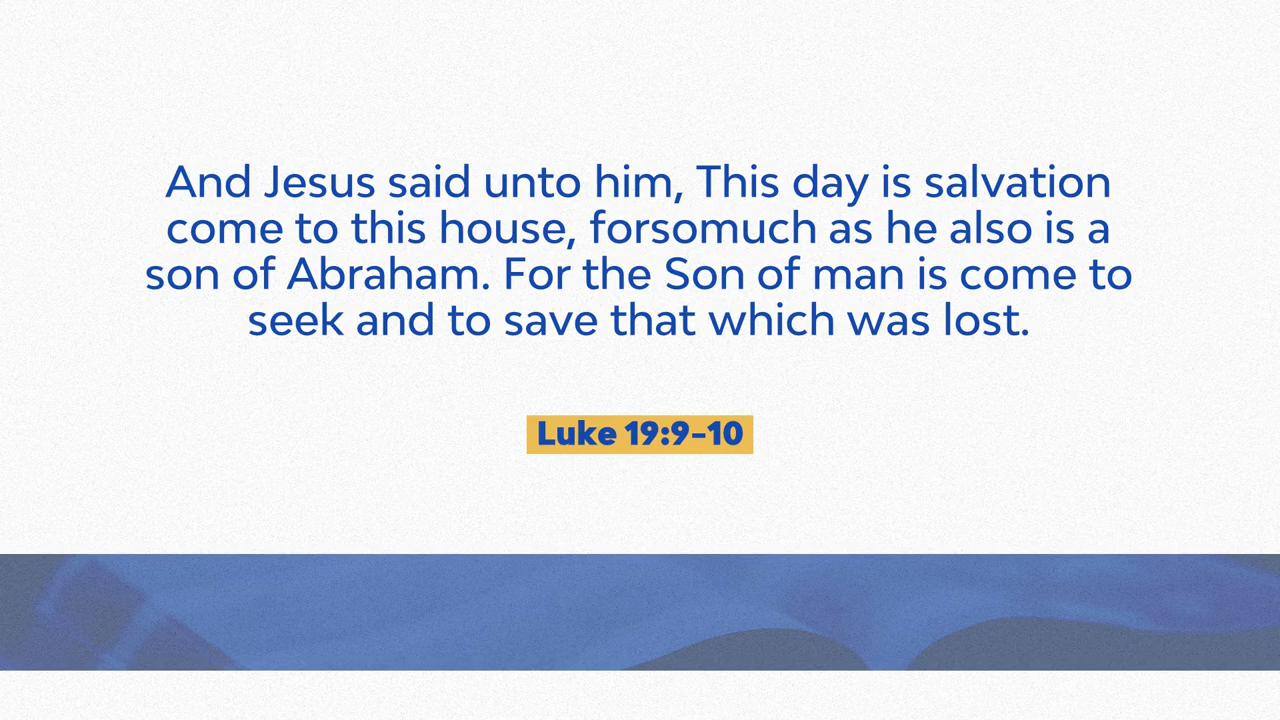 And Jesus said unto him, This day is salvation
come to this house, forsomuch as he also is a
son of Abraham. For the Son of man is come to
seek and to save that which was lost.
Luke 19:9-10